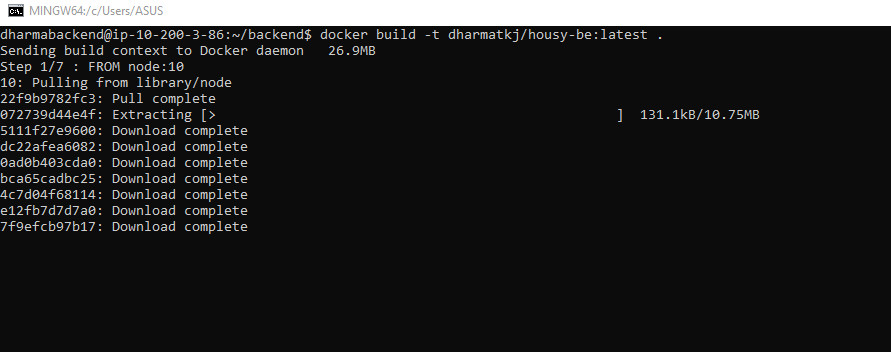 MINGW64:/c/Users/ASUS
dharmabackend@ip-10-200-3-86:~/backend$ docker build -t dharmatkj/housy-be:latest .
Sending build context to Docker daemon   26.9MB
Step 1/7 : FROM node:10
10: Pulling from library/node
22f9b9782fc3: Pull complete
072739d44e4f: Extracting [>                                                  ]  131.1kB/10.75MB
5111f27e9600: Download complete
dc22afea6082: Download complete
0ad0b403cda0: Download complete
bca65cadbc25: Download complete
4c7d04f68114: Download complete
e12fb7d7d7a0: Download complete
7f9efcb97b17: Download complete